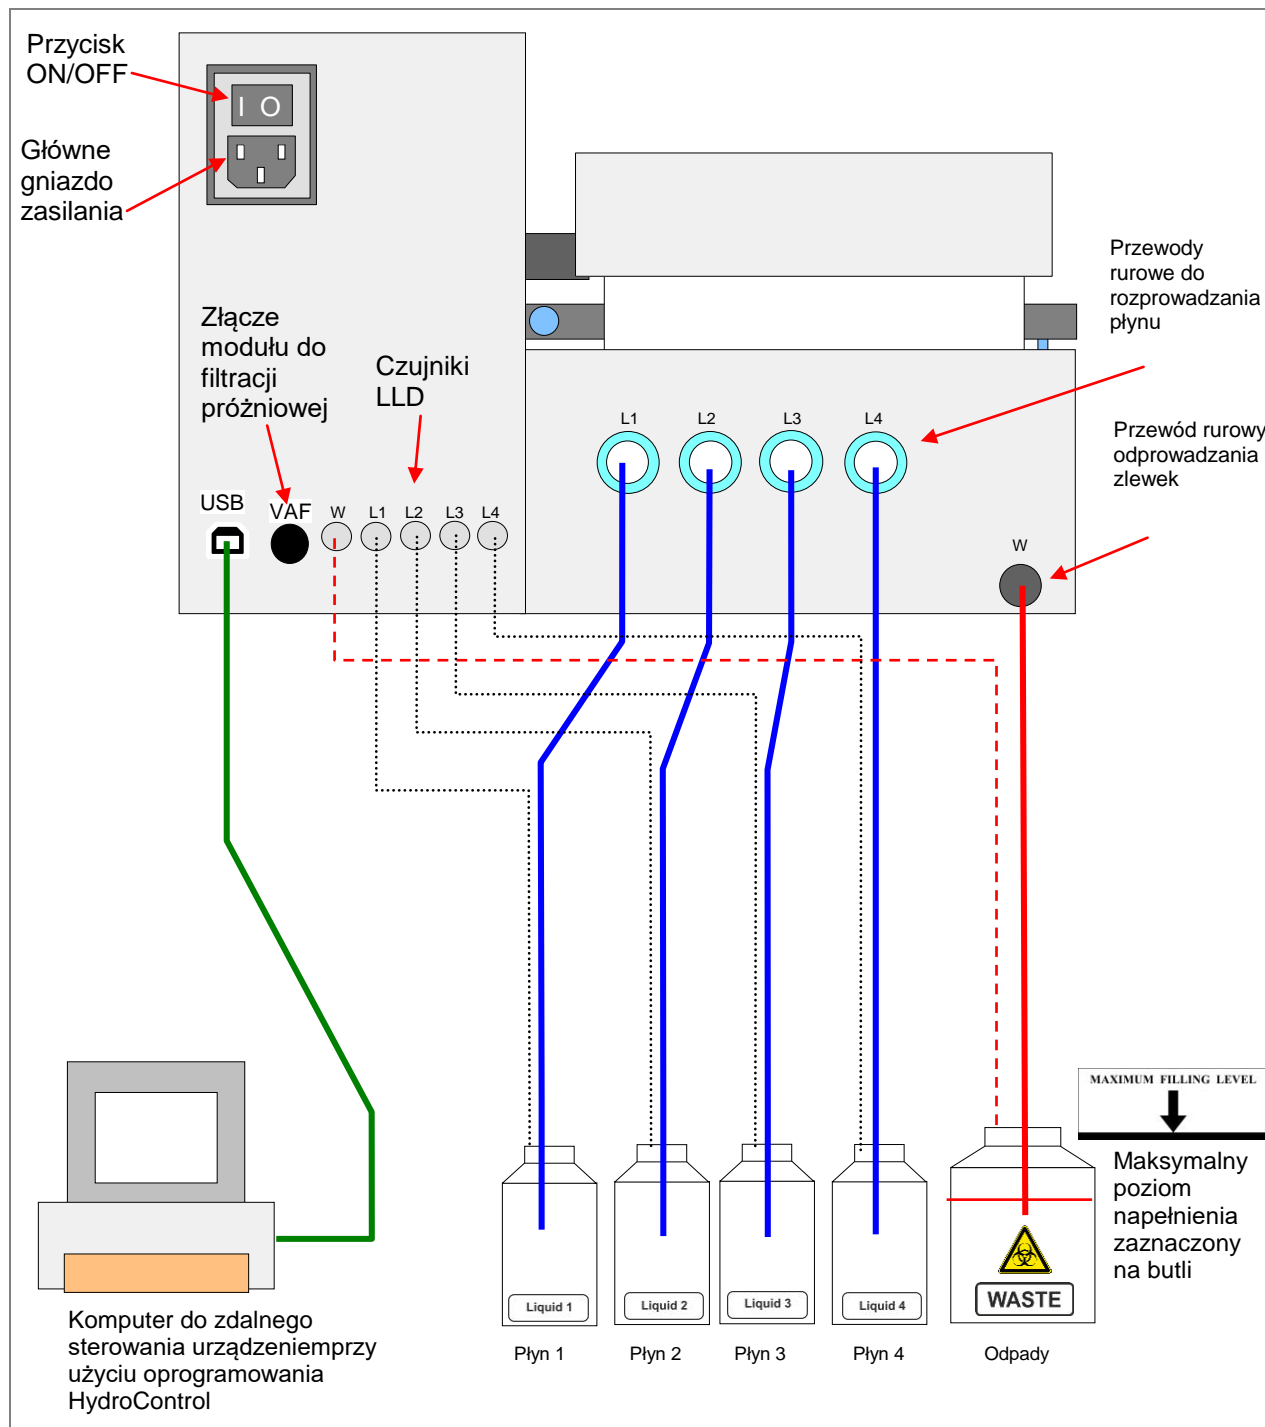 Przycisk
ON/OFF
I O
Główne
gniazdo
zasilania
Przewody
rurowe do
rozprowadzania
płynu
Złącze
modułu do
filtracji
próżniowej
Czujniki
LLD
L1 L2 L3 L4
Przewód rurowy
odprowadzania
zlewek
USB VAF W L1 L2 L3 L4
W
MAXIMUM FILLING LEVEL
Maksymalny
poziom
napełnienia
zaznaczony
na butli
Liquid 1 Liquid 2 Liquid 3 Liquid 4 WASTE
Płyn 1 Płyn 2 Płyn 3 Płyn 4 Odpady
Komputer do zdalnego
sterowania urządzeniemprzy
użyciu oprogramowania
HydroControl